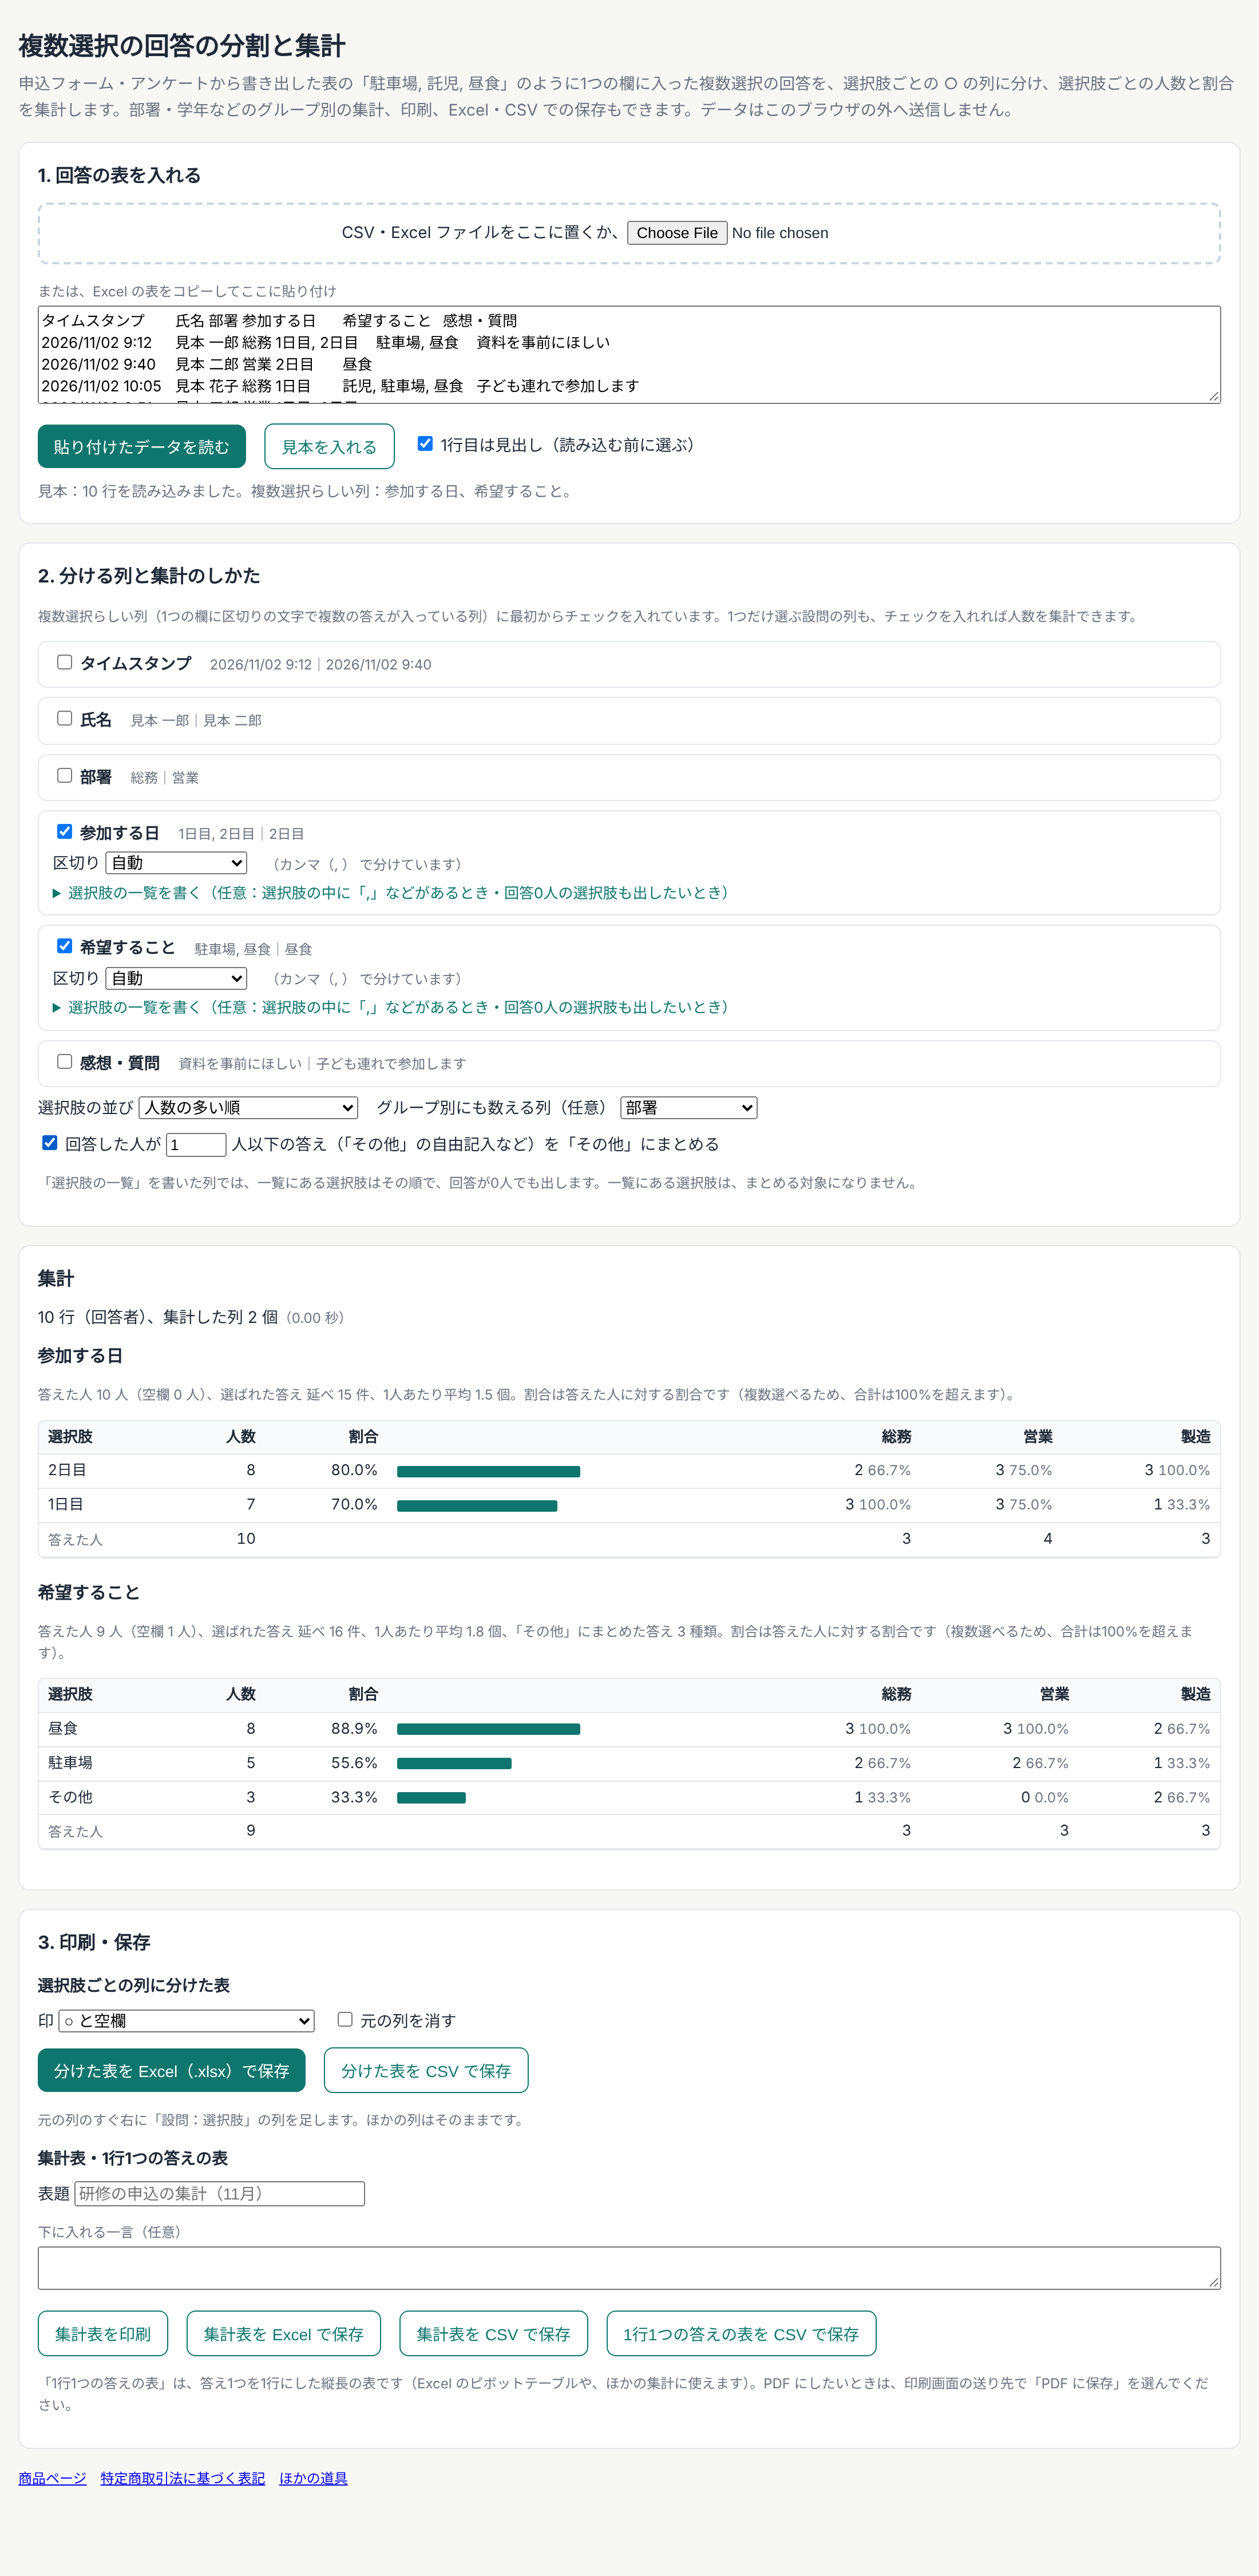 複数選択の回答の分割と集計
申込フォーム・アンケートから書き出した表の「駐車場, 託児, 昼食」のように1つの欄に入った複数選択の回答を、選択肢ごとの ○ の列に分け、選択肢ごとの人数と割合
を集計します。部署・学年などのグループ別の集計、印刷、Excel・CSV での保存もできます。データはこのブラウザの外へ送信しません。
1. 回答の表を入れる
CSV・Excel ファイルをここに置くか、 Choose File No file chosen
または、Excel の表をコピーしてここに貼り付け
タイムスタンプ 氏名 部署 参加する日 希望すること 感想・質問
2026/11/02 9:12 見本 一郎 総務 1日目, 2日目 駐車場, 昼食 資料を事前にほしい
2026/11/02 9:40 見本 二郎 営業 2日目 昼食
2026/11/02 10:05 見本 花子 総務 1日目 託児, 駐車場, 昼食 子ども連れで参加します
貼り付けたデータを読む 見本を入れる 1行目は見出し（読み込む前に選ぶ）
見本：10 行を読み込みました。複数選択らしい列：参加する日、希望すること。
2. 分ける列と集計のしかた
複数選択らしい列（1つの欄に区切りの文字で複数の答えが入っている列）に最初からチェックを入れています。1つだけ選ぶ設問の列も、チェックを入れれば人数を集計できます。
タイムスタンプ 2026/11/02 9:12｜2026/11/02 9:40
氏名 見本 一郎｜見本 二郎
部署 総務｜営業
参加する日 1日目, 2日目｜2日目
区切り 自動 （カンマ（, ） で分けています）
▶ 選択肢の一覧を書く（任意：選択肢の中に「,」などがあるとき・回答0人の選択肢も出したいとき）
希望すること 駐車場, 昼食｜昼食
区切り 自動 （カンマ（, ） で分けています）
▶ 選択肢の一覧を書く（任意：選択肢の中に「,」などがあるとき・回答0人の選択肢も出したいとき）
感想・質問 資料を事前にほしい｜子ども連れで参加します
選択肢の並び 人数の多い順 グループ別にも数える列（任意） 部署
回答した人が 1 人以下の答え（「その他」の自由記入など）を「その他」にまとめる
「選択肢の一覧」を書いた列では、一覧にある選択肢はその順で、回答が0人でも出します。一覧にある選択肢は、まとめる対象になりません。
集計
10 行（回答者）、集計した列 2 個（0.00 秒）
参加する日
答えた人 10 人（空欄 0 人）、選ばれた答え 延べ 15 件、1人あたり平均 1.5 個。割合は答えた人に対する割合です（複数選べるため、合計は100%を超えます）。
選択肢 人数 割合 総務 営業 製造
2日目 8 80.0% 2 66.7% 3 75.0% 3 100.0%
1日目 7 70.0% 3 100.0% 3 75.0% 1 33.3%
答えた人 10 3 4 3
希望すること
答えた人 9 人（空欄 1 人）、選ばれた答え 延べ 16 件、1人あたり平均 1.8 個、「その他」にまとめた答え 3 種類。割合は答えた人に対する割合です（複数選べるため、合計は100%を超えま
す）。
選択肢 人数 割合 総務 営業 製造
昼食 8 88.9% 3 100.0% 3 100.0% 2 66.7%
駐車場 5 55.6% 2 66.7% 2 66.7% 1 33.3%
その他 3 33.3% 1 33.3% 0 0.0% 2 66.7%
答えた人 9 3 3 3
3. 印刷・保存
選択肢ごとの列に分けた表
印 ○ と空欄 元の列を消す
分けた表を Excel（.xlsx）で保存 分けた表を CSV で保存
元の列のすぐ右に「設問：選択肢」の列を足します。ほかの列はそのままです。
集計表・1行1つの答えの表
表題 研修の申込の集計（11月）
下に入れる一言（任意）
集計表を印刷 集計表を Excel で保存 集計表を CSV で保存 1行1つの答えの表を CSV で保存
「1行1つの答えの表」は、答え1つを1行にした縦長の表です（Excel のピボットテーブルや、ほかの集計に使えます）。PDF にしたいときは、印刷画面の送り先で「PDF に保存」を選んでくだ
さい。
商品ページ 特定商取引法に基づく表記 ほかの道具